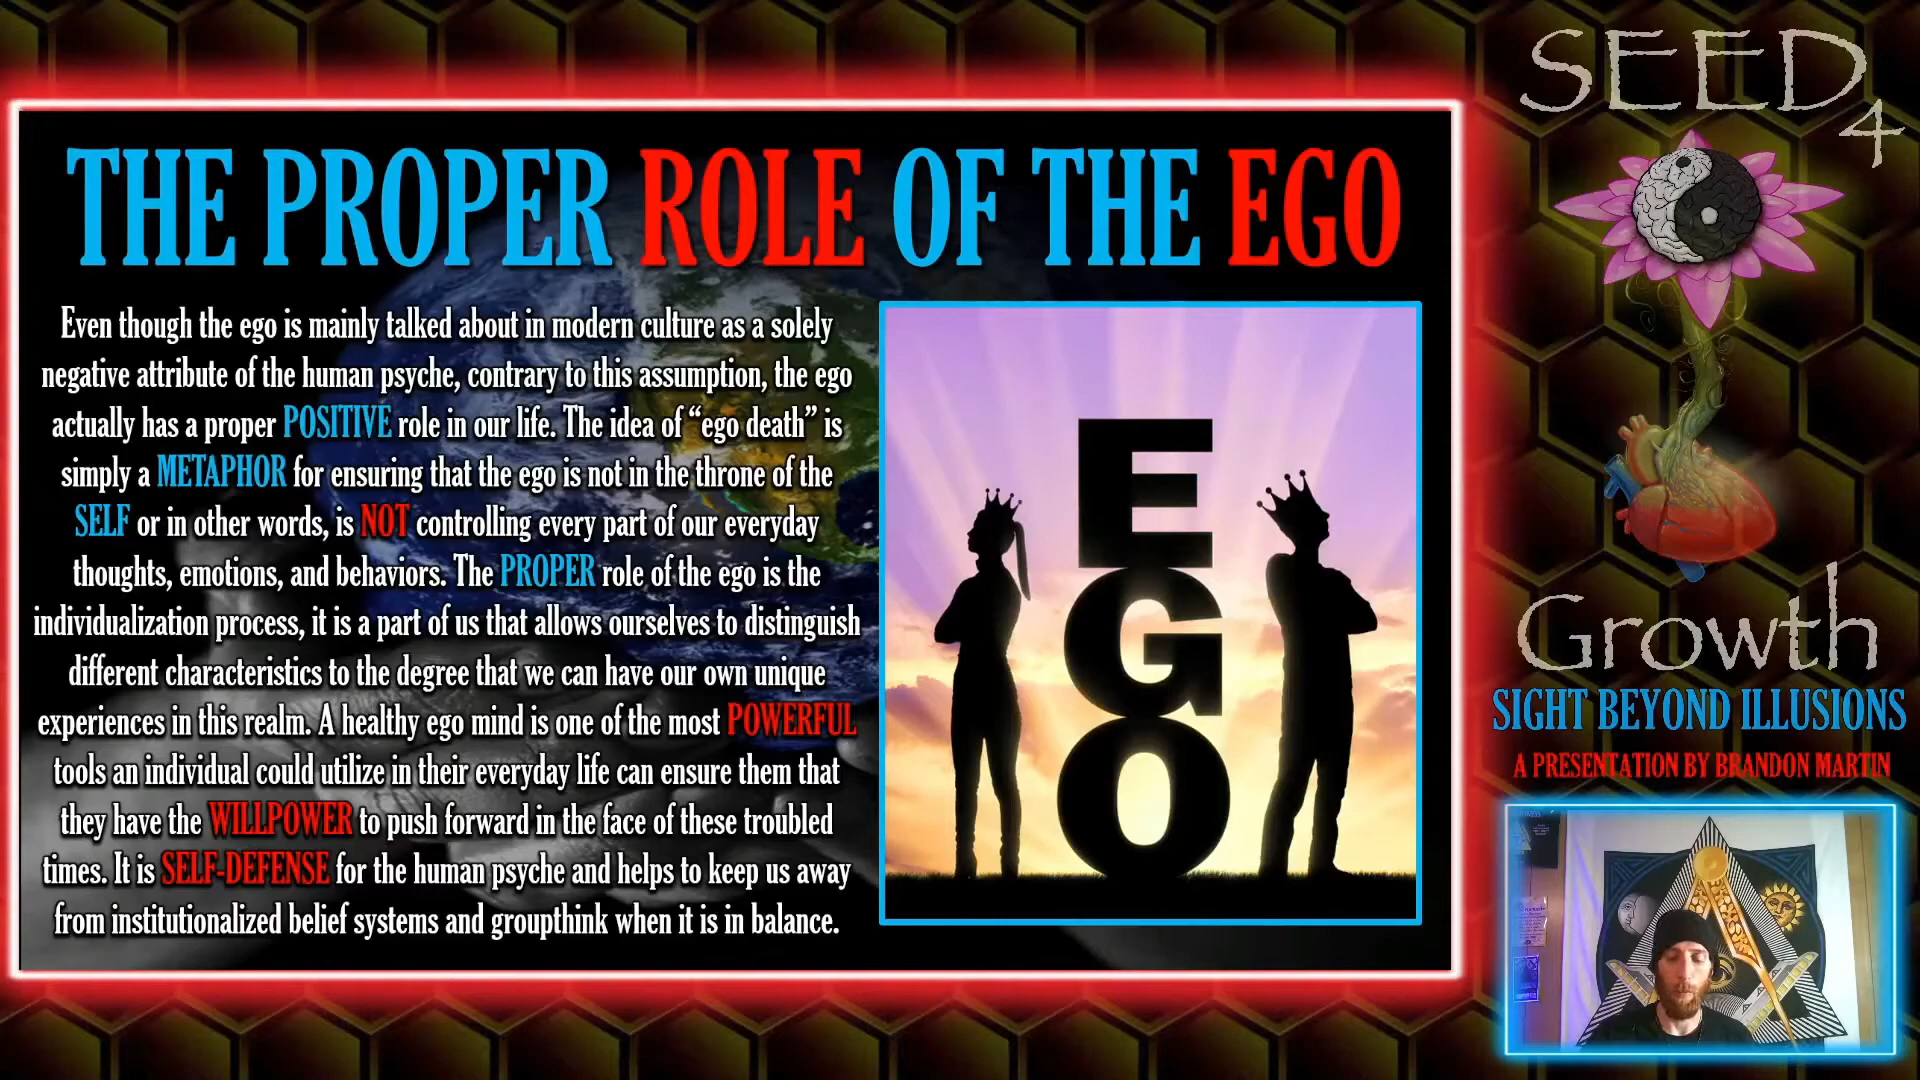 THE PROPER ROLE OF THE EGO
Even though the ego is mainly talked about in modern culture as a solely
negative attribute of the human psyche, contrary to this assumption, the ego
actually has a proper POSITIVE role in our life. The idea of “ego death” is
simply a METAPHOR for ensuring that the ego is not in the throne of the
SELF or in other words, is NOT controlling every part of our everyday
thoughts, emotions, and behaviors. The PROPER role of the ego is the
individualization process, it is a part of us that allows ourselves to distinguish
different characteristics to the degree that we can have our own unique
experiences in this realm. A healthy ego mind is one of the most POWERFUL
tools an individual could utilize in their everyday life can ensure them that
they have the WILLPOWER to push forward in the face of these troubled
times. It is SELF-DEFENSE for the human psyche and helps to keep us away
from institutionalized belief systems and groupthink when it is in balance.
E
G
O
SEED
4
Growth
SIGHT BEYOND ILLUSIONS
A PRESENTATION BY BRANDON MARTIN